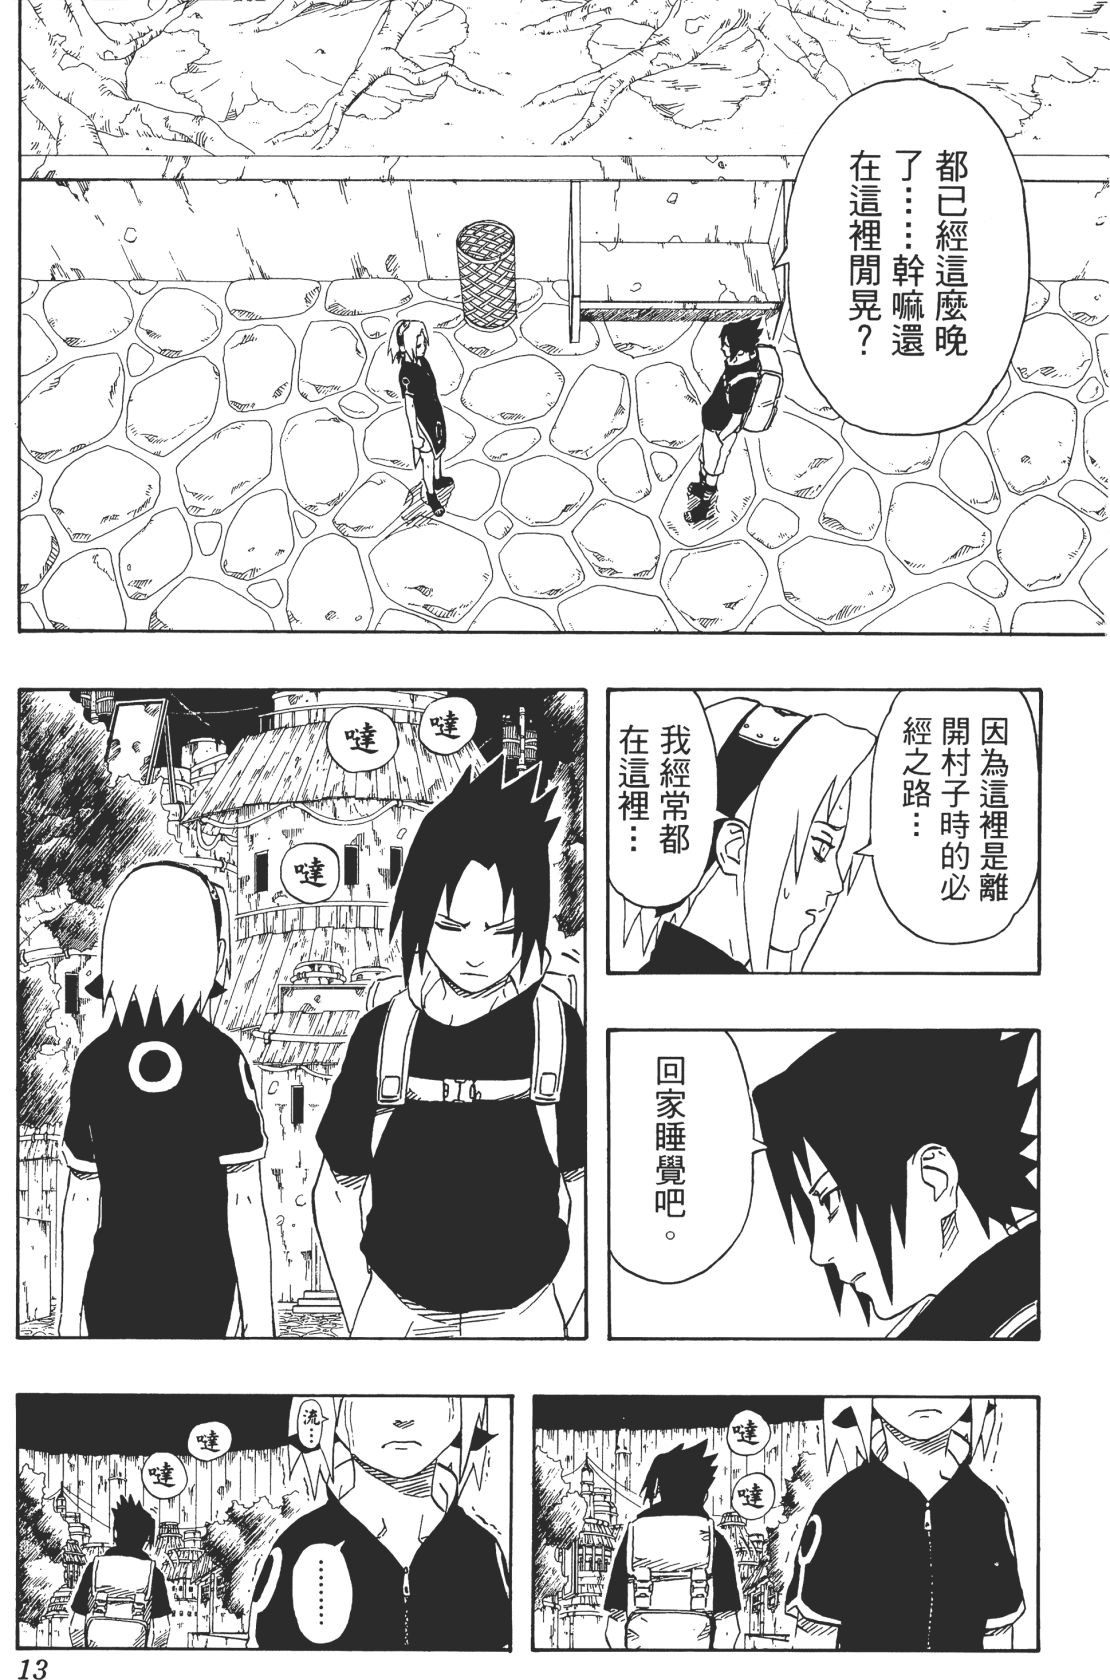 都已經這麼晚
了……幹嘛還
在這裡閒晃？
因為這裡是離
開村子時的必
經之路…
我經常都
在這裡…
回家睡覺吧。
噠
噠
噠
噠
噠
流…
………
噠
噠
13